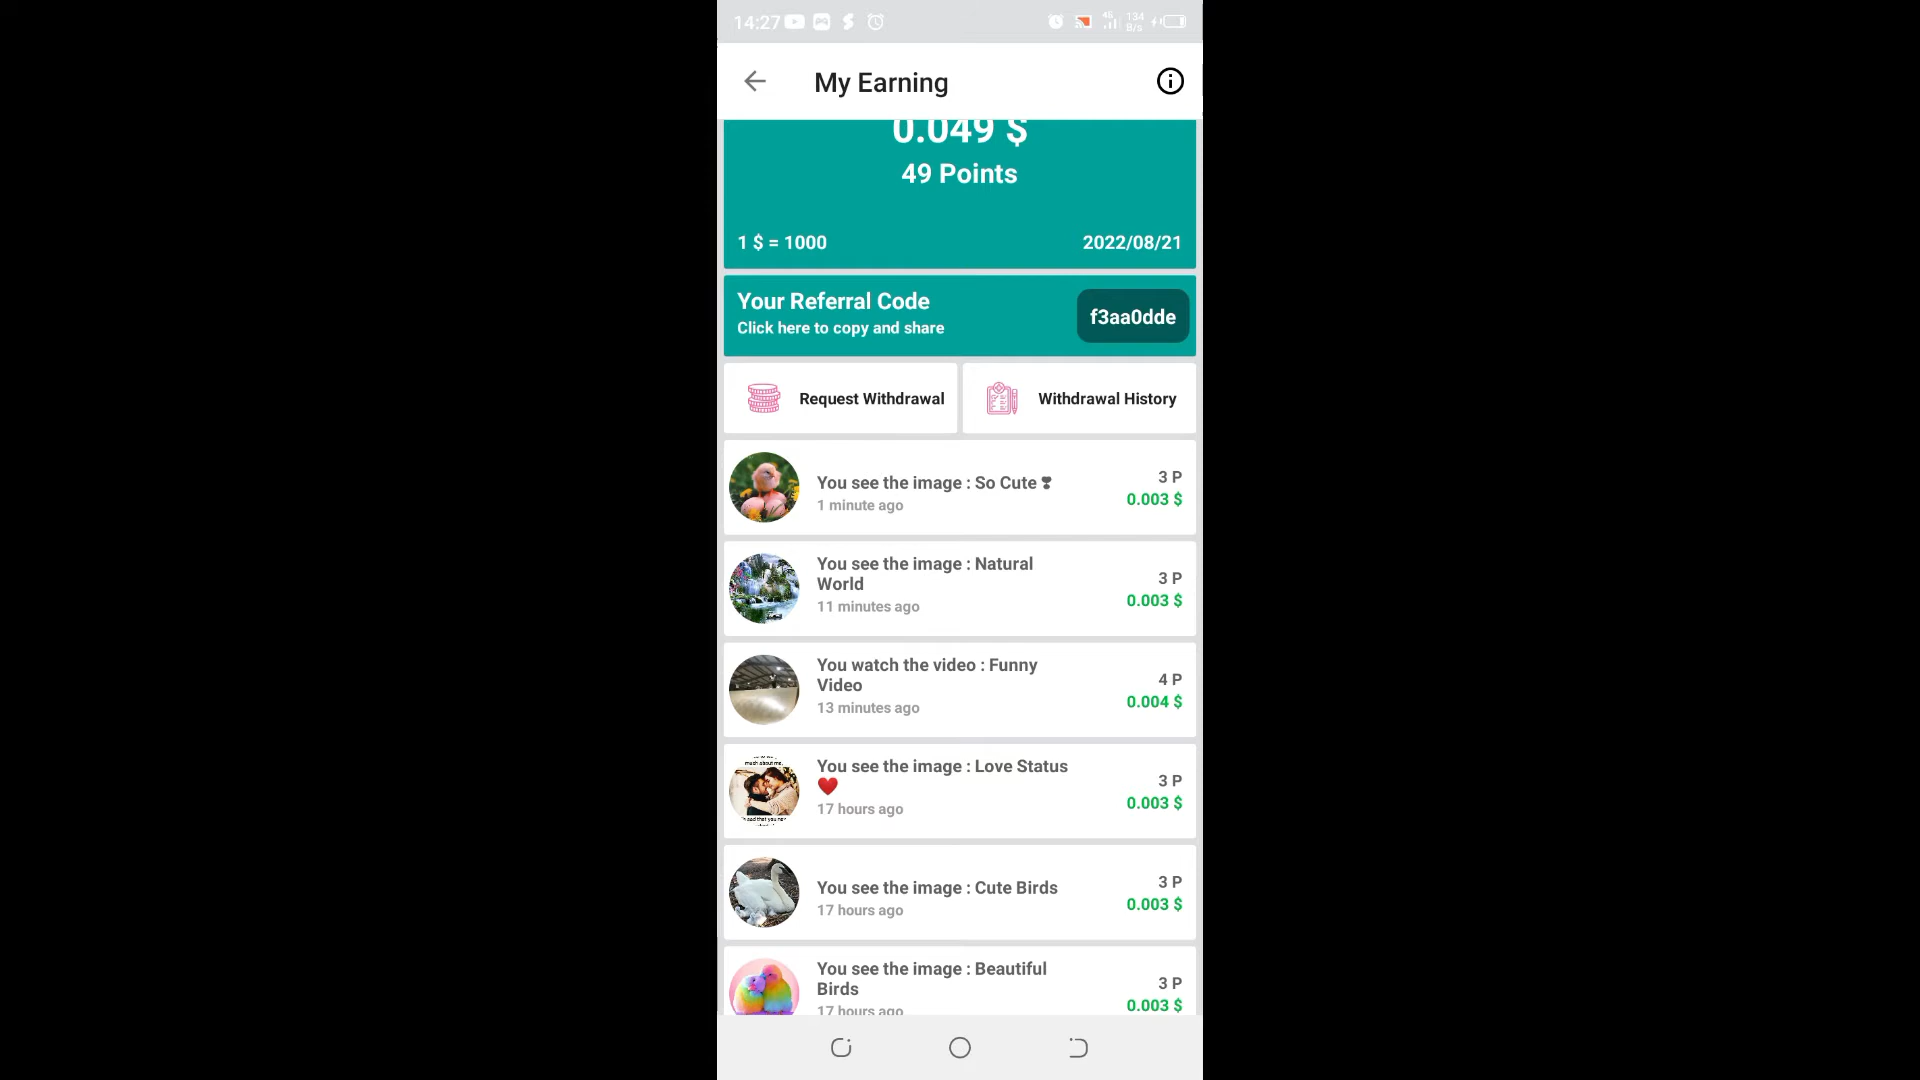 14:27
4G
134
B/s
My Earning
0.049 $
49 Points
1 $ = 1000
2022/08/21
Your Referral Code
Click here to copy and share
f3aa0dde
Request Withdrawal
Withdrawal History
You see the image : So Cute ❣
1 minute ago
3 P
0.003 $
You see the image : Natural
World
11 minutes ago
3 P
0.003 $
You watch the video : Funny
Video
13 minutes ago
4 P
0.004 $
You see the image : Love Status
❤️
17 hours ago
3 P
0.003 $
You see the image : Cute Birds
17 hours ago
3 P
0.003 $
You see the image : Beautiful
Birds
17 hours ago
3 P
0.003 $